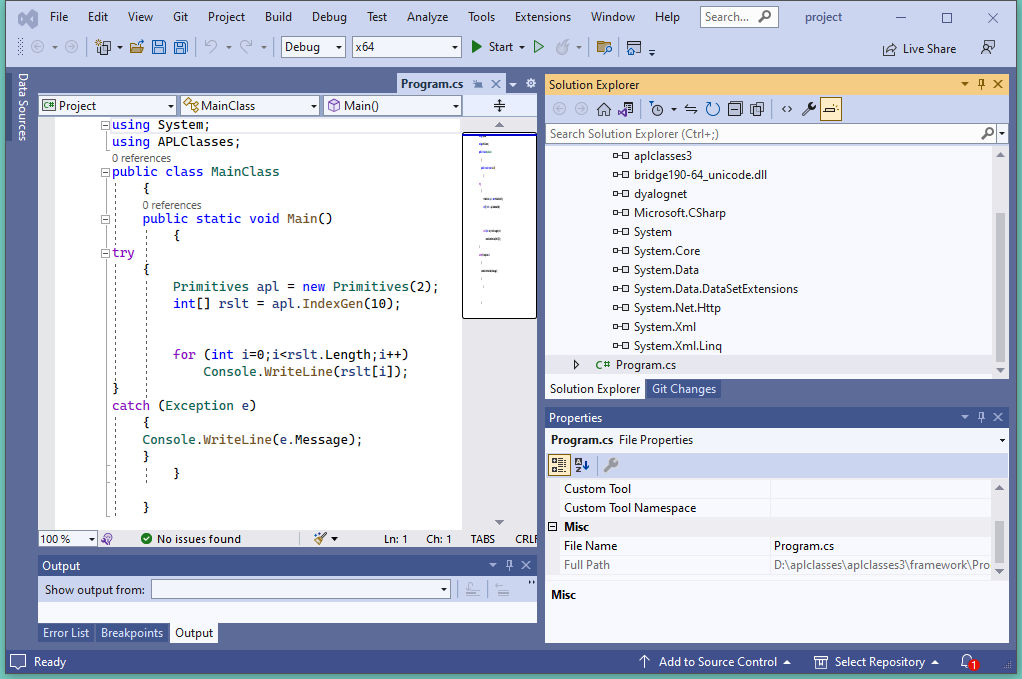 File Edit View Git Project Build Debug Test Analyze Tools Extensions Window Help Search... project
Debug x64 Start Live Share
Data Sources
Program.cs
C# Project MainClass Main()
using System;
using APLClasses;
0 references
public class MainClass
{
0 references
public static void Main()
{
try
{
Primitives apl = new Primitives(2);
int[] rslt = apl.IndexGen(10);
for (int i=0;i<rslt.Length;i++)
Console.WriteLine(rslt[i]);
}
catch (Exception e)
{
Console.WriteLine(e.Message);
}
}
}
100 % No issues found Ln: 1 Ch: 1 TABS CRLF
Output
Show output from:
Error List Breakpoints Output
Solution Explorer
Search Solution Explorer (Ctrl+;)
aplclasses3
bridge190-64_unicode.dll
dyalognet
Microsoft.CSharp
System
System.Core
System.Data
System.Data.DataSetExtensions
System.Net.Http
System.Xml
System.Xml.Linq
C# Program.cs
Solution Explorer Git Changes
Properties
Program.cs File Properties
Custom Tool
Custom Tool Namespace
Misc
File Name Program.cs
Full Path D:\aplclasses\aplclasses3\framework\Pro
Misc
Ready Add to Source Control Select Repository 1